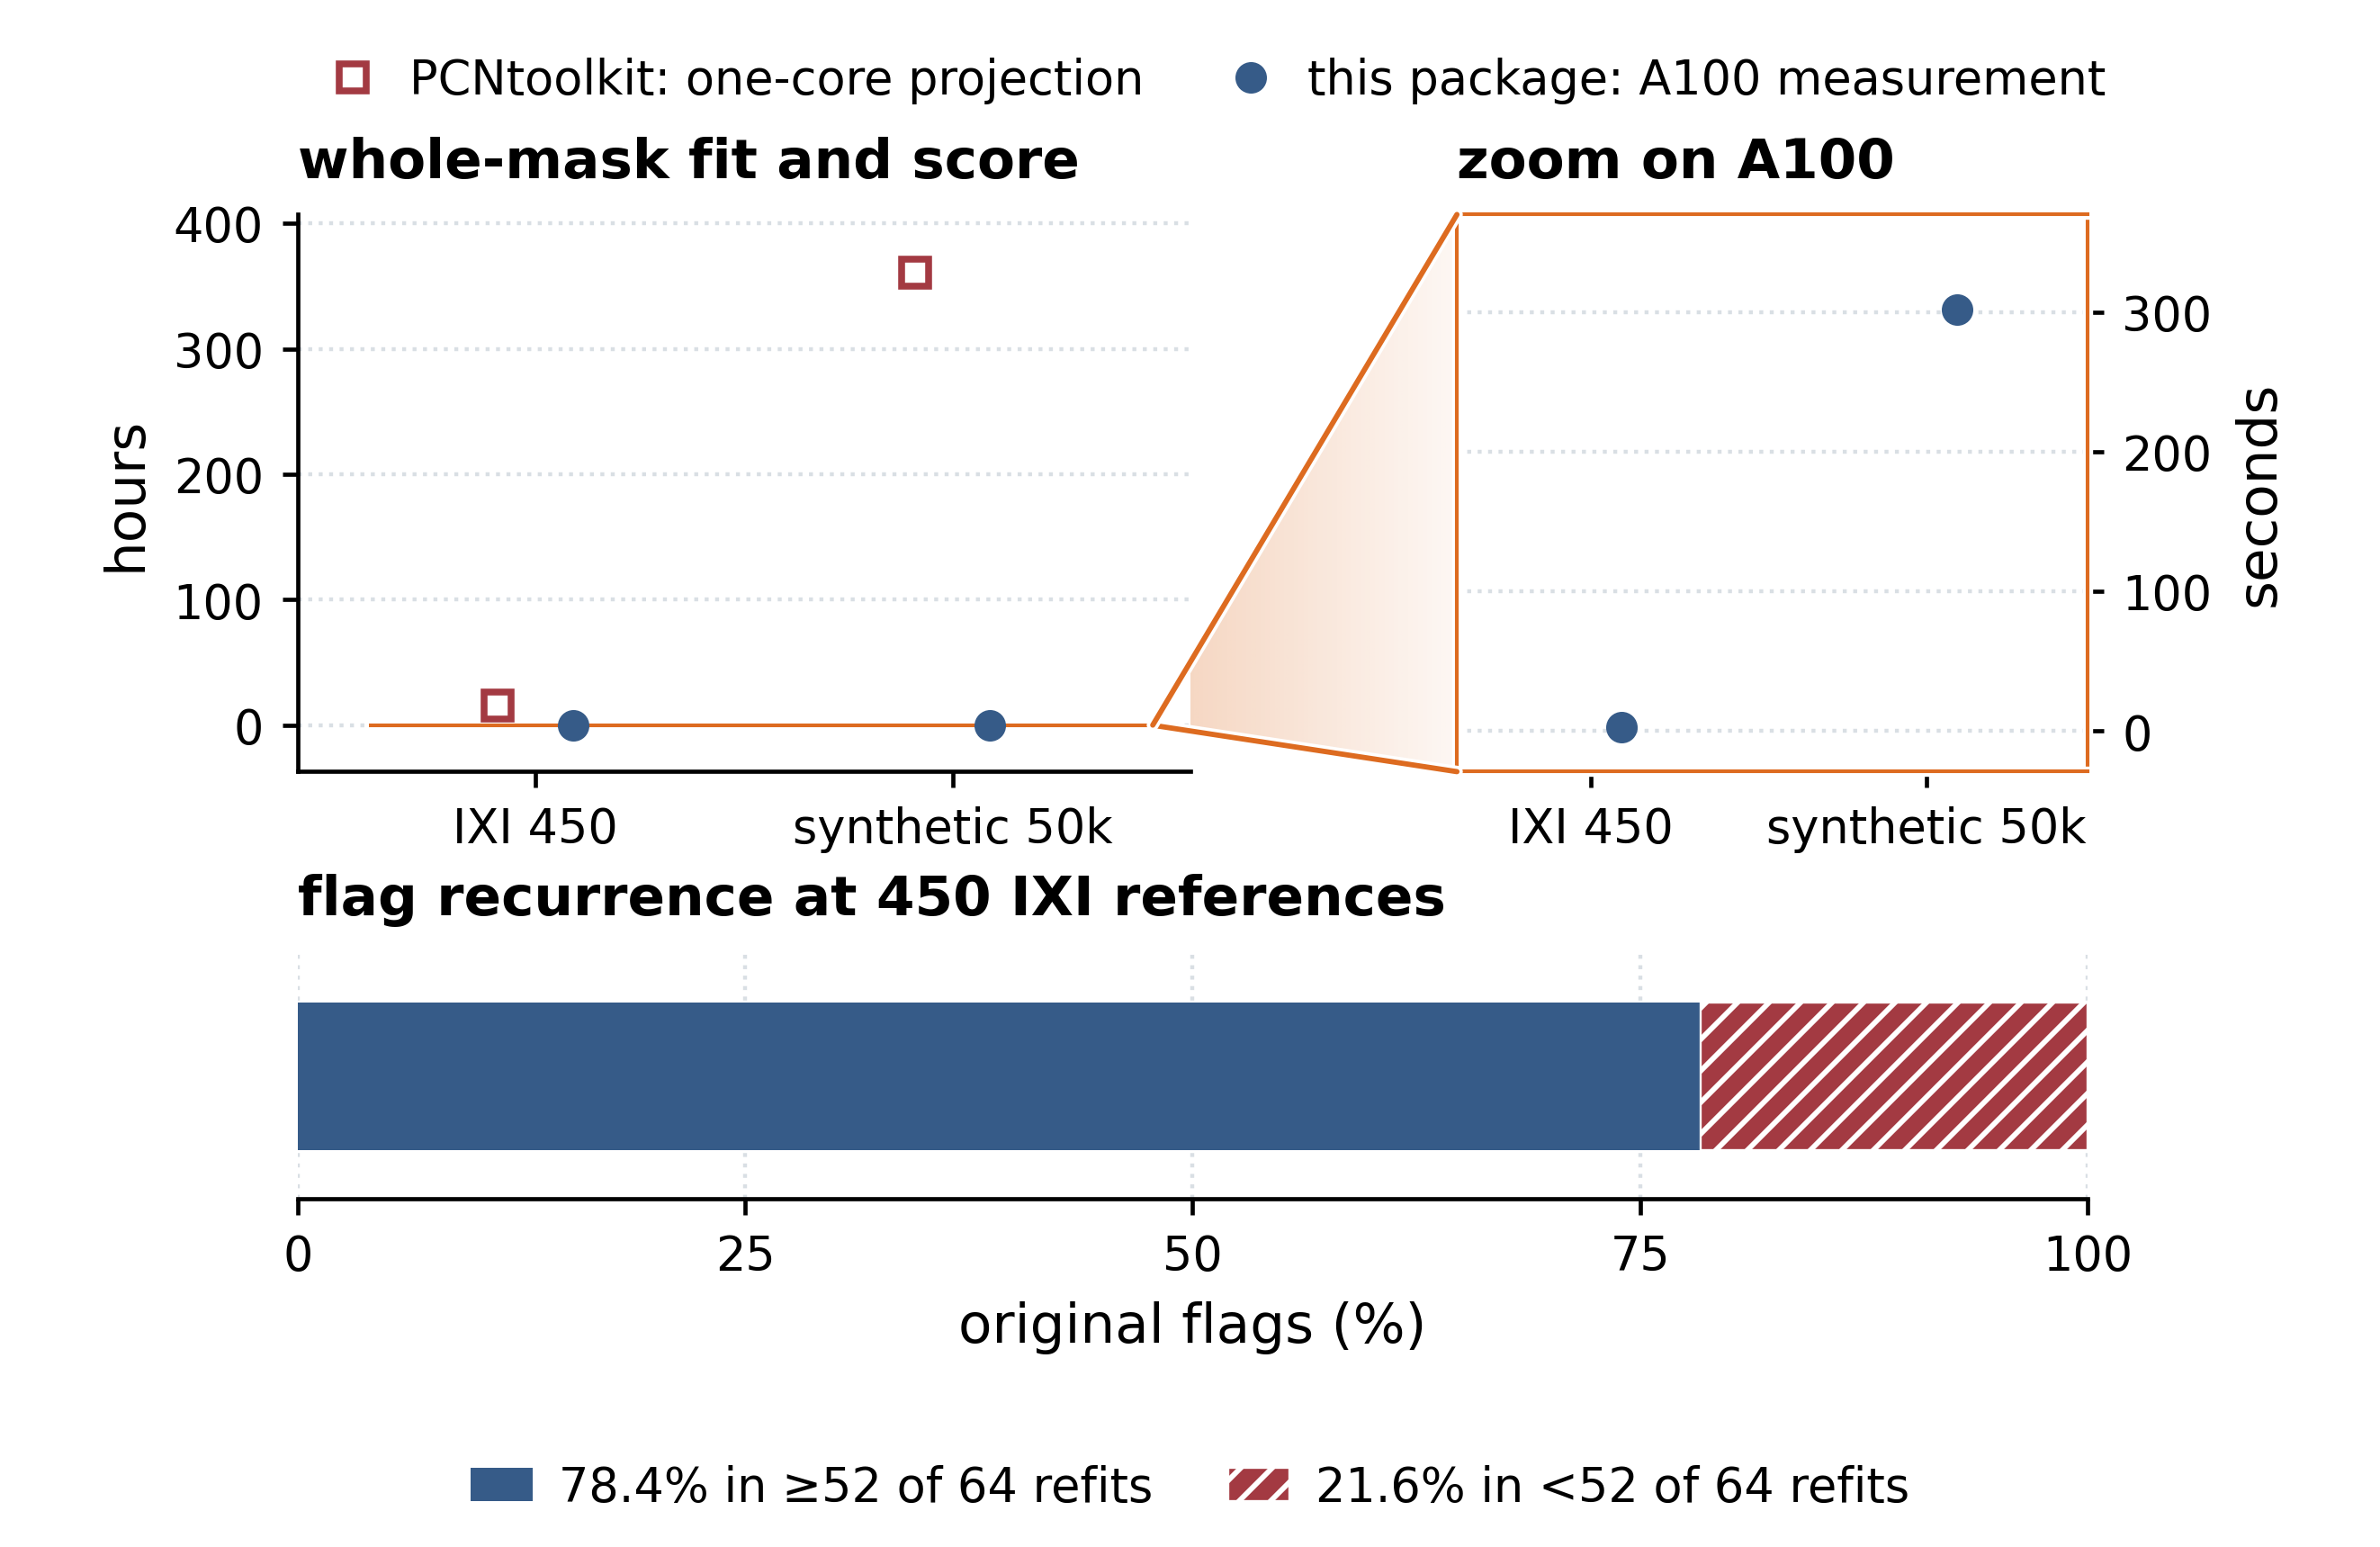 PCNtoolkit: one-core projection
this package: A100 measurement
whole-mask fit and score
zoom on A100
hours
400
300
200
100
0
IXI 450
synthetic 50k
300
200
100
0
seconds
IXI 450
synthetic 50k
flag recurrence at 450 IXI references
0
25
50
75
100
original flags (%)
78.4% in ≥52 of 64 refits
21.6% in <52 of 64 refits